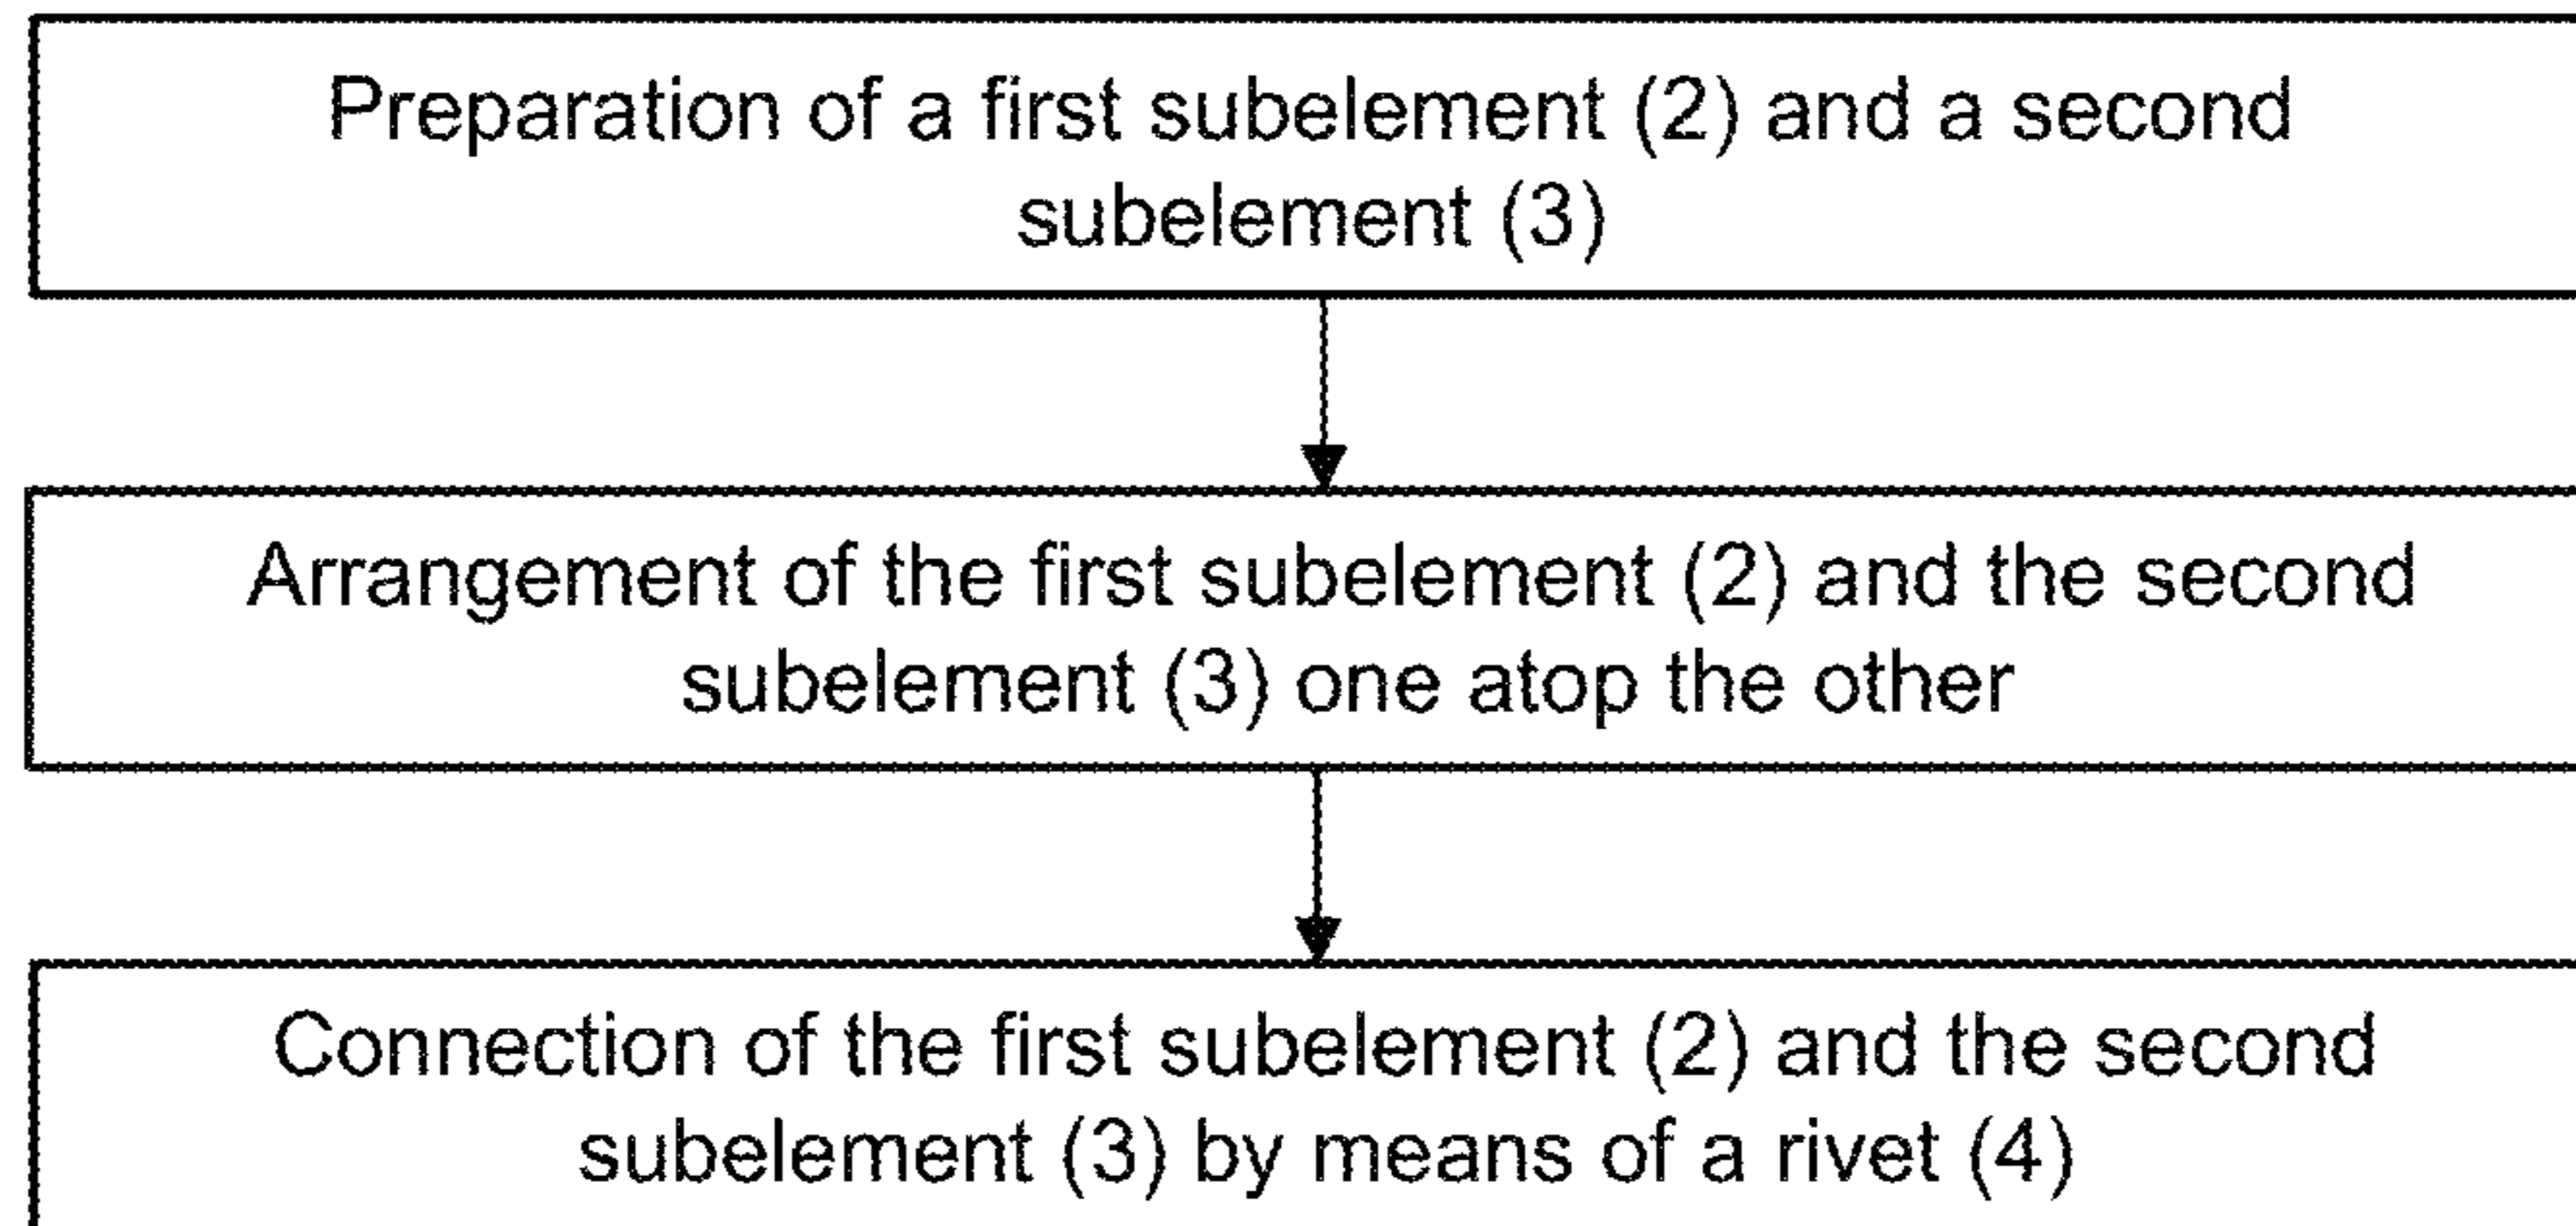 Preparation of a first subelement (2) and a second
subelement (3)
Arrangement of the first subelement (2) and the second
subelement (3) one atop the other
Connection of the first subelement (2) and the second
subelement (3) by means of a rivet (4)